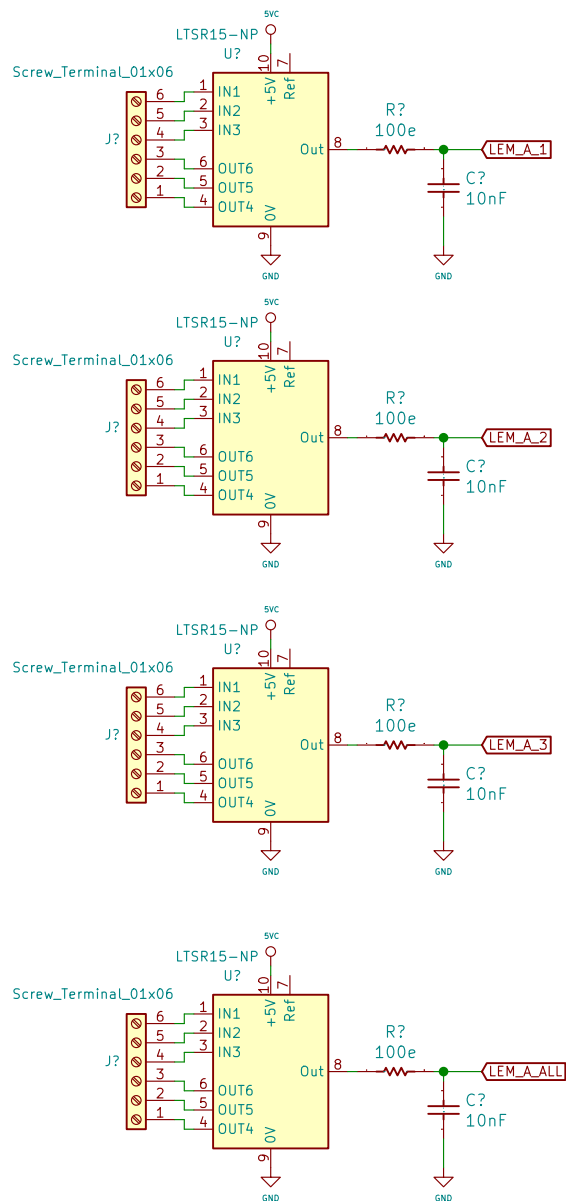 5VC
LTSR15-NP
U?
Screw_Terminal_01x06
J?
6
5
4
3
2
1
1
2
3
6
5
4
10
7
+5V
Ref
IN1
IN2
IN3
OUT6
OUT5
OUT4
Out
0V
8
9
GND
R?
100e
LEM_A_1
C?
10nF
GND
5VC
LTSR15-NP
U?
Screw_Terminal_01x06
J?
6
5
4
3
2
1
1
2
3
6
5
4
10
7
+5V
Ref
IN1
IN2
IN3
OUT6
OUT5
OUT4
Out
0V
8
9
GND
R?
100e
LEM_A_2
C?
10nF
GND
5VC
LTSR15-NP
U?
Screw_Terminal_01x06
J?
6
5
4
3
2
1
1
2
3
6
5
4
10
7
+5V
Ref
IN1
IN2
IN3
OUT6
OUT5
OUT4
Out
0V
8
9
GND
R?
100e
LEM_A_3
C?
10nF
GND
5VC
LTSR15-NP
U?
Screw_Terminal_01x06
J?
6
5
4
3
2
1
1
2
3
6
5
4
10
7
+5V
Ref
IN1
IN2
IN3
OUT6
OUT5
OUT4
Out
0V
8
9
GND
R?
100e
LEM_A_ALL
C?
10nF
GND